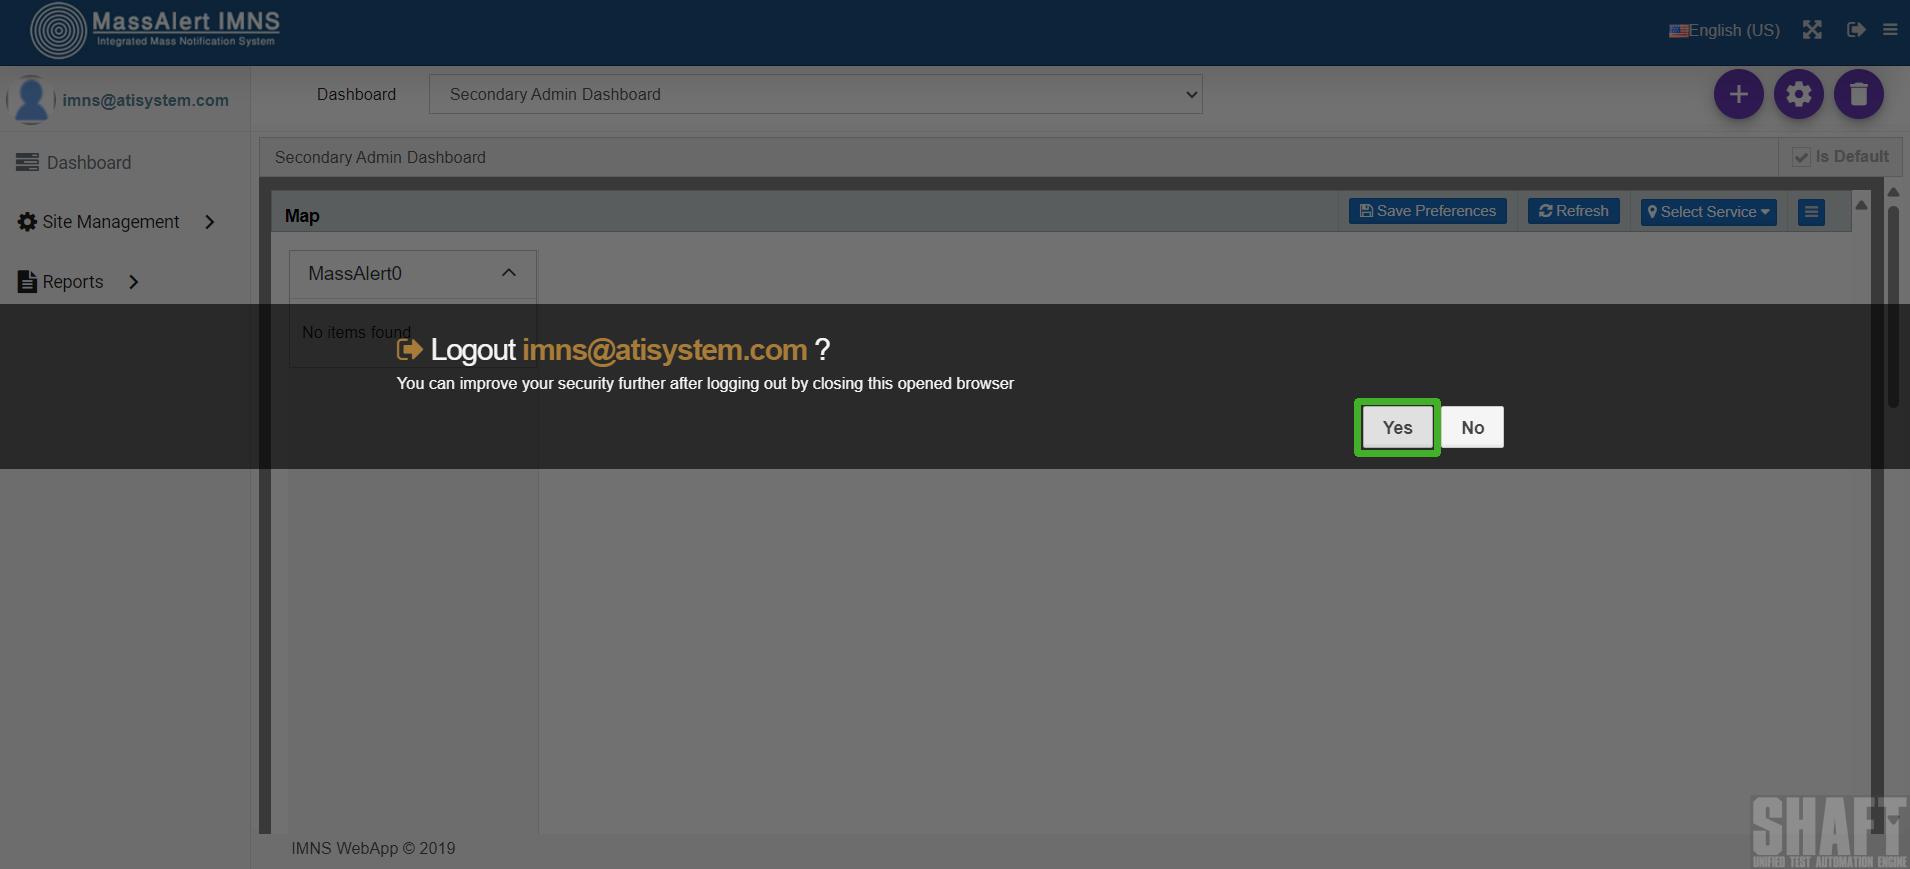 MassAlert IMNS
Integrated Mass Notification System
English (US)
imns@atisystem.com
Dashboard
Secondary Admin Dashboard
Dashboard
Secondary Admin Dashboard
Is Default
Site Management
Map
Save Preferences
Refresh
Select Service
Reports
MassAlert0
No items found
Logout imns@atisystem.com ?
You can improve your security further after logging out by closing this opened browser
Yes
No
IMNS WebApp © 2019
SHAFT
UNIFIED TEST AUTOMATION ENGINE